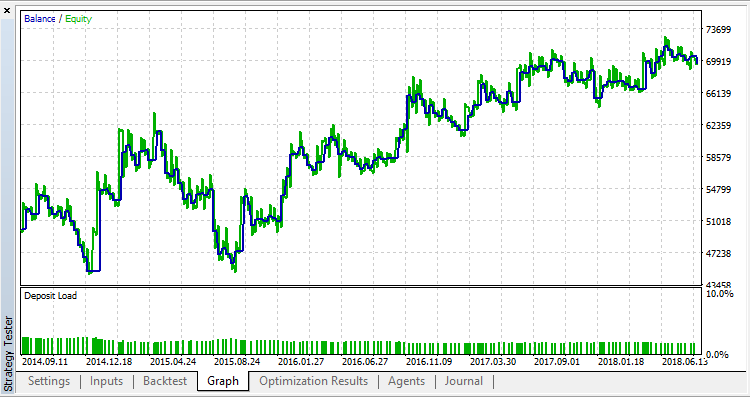 Balance / Equity
73699
69919
66139
62359
58579
54799
51018
47238
43458
Deposit Load
10.0%
0.0%
2014.09.11 2014.12.18 2015.04.24 2015.08.24 2016.01.27 2016.06.27 2016.11.09 2017.03.30 2017.09.01 2018.01.18 2018.06.13
Strategy Tester
Settings Inputs Backtest Graph Optimization Results Agents Journal